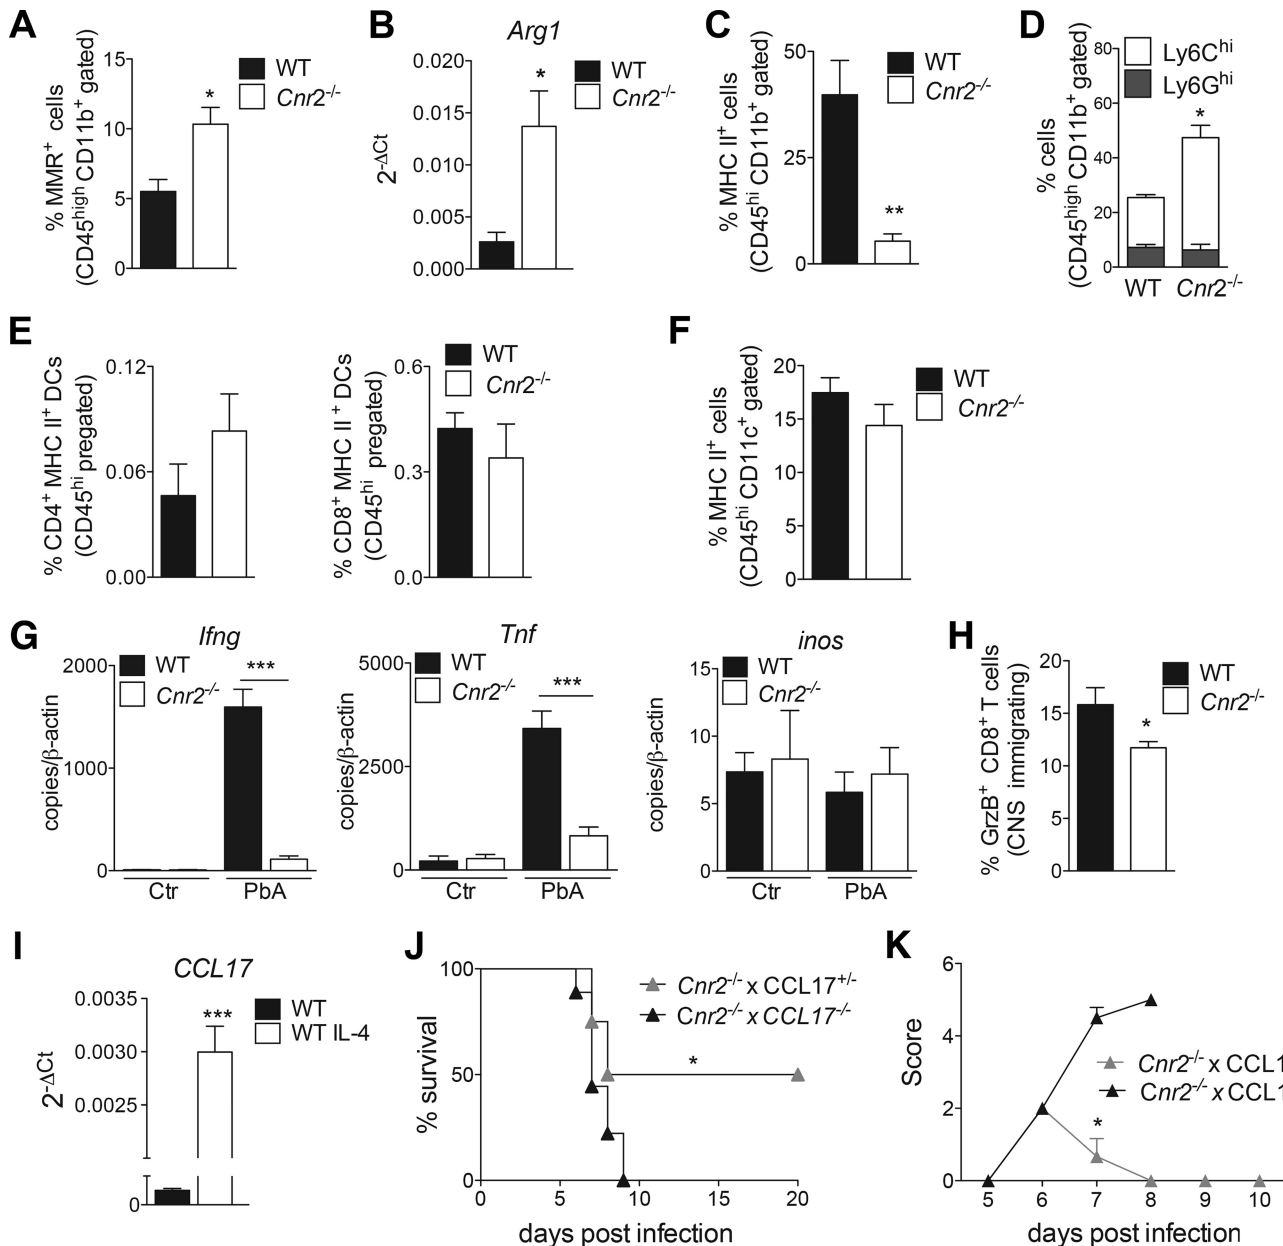 A
% MMR⁺ cells
(CD45ʰⁱᵍʰ CD11b⁺ gated)
15
10
5
0
*
WT
Cnr2⁻/⁻
B
Arg1
2⁻ΔCt
0.020
0.015
0.010
0.005
0.000
*
WT
Cnr2⁻/⁻
C
% MHC II⁺ cells
(CD45ʰⁱ CD11b⁺ gated)
50
25
0
**
WT
Cnr2⁻/⁻
D
% cells
(CD45ʰⁱᵍʰ CD11b⁺ gated)
80
60
40
20
0
Ly6Cʰⁱ
Ly6Gʰⁱ
*
WT Cnr2⁻/⁻
E
% CD4⁺ MHC II⁺ DCs
(CD45ʰⁱ pregated)
0.12
0.06
0.00
% CD8⁺ MHC II⁺ DCs
(CD45ʰⁱ pregated)
0.6
0.3
0.0
WT
Cnr2⁻/⁻
F
% MHC II⁺ cells
(CD45ʰⁱ CD11c⁺ gated)
20
15
10
5
0
WT
Cnr2⁻/⁻
G
Ifng
copies/β-actin
2000
1000
0
WT
Cnr2⁻/⁻
***
Ctr PbA
Tnf
copies/β-actin
5000
2500
0
WT
Cnr2⁻/⁻
***
Ctr PbA
inos
copies/β-actin
15
10
5
0
WT
Cnr2⁻/⁻
Ctr PbA
H
% GrzB⁺ CD8⁺ T cells
(CNS immigrating)
20
15
10
5
0
*
WT
Cnr2⁻/⁻
I
CCL17
2⁻ΔCt
0.0035
0.0030
0.0025
0
***
WT
WT IL-4
J
% survival
100
50
0
Cnr2⁻/⁻ x CCL17⁺/⁻
Cnr2⁻/⁻ x CCL17⁻/⁻
*
0 5 10 15 20
days post infection
K
Score
6
4
2
0
Cnr2⁻/⁻ x CCL1
Cnr2⁻/⁻ x CCL1
*
5 6 7 8 9 10
days post infection